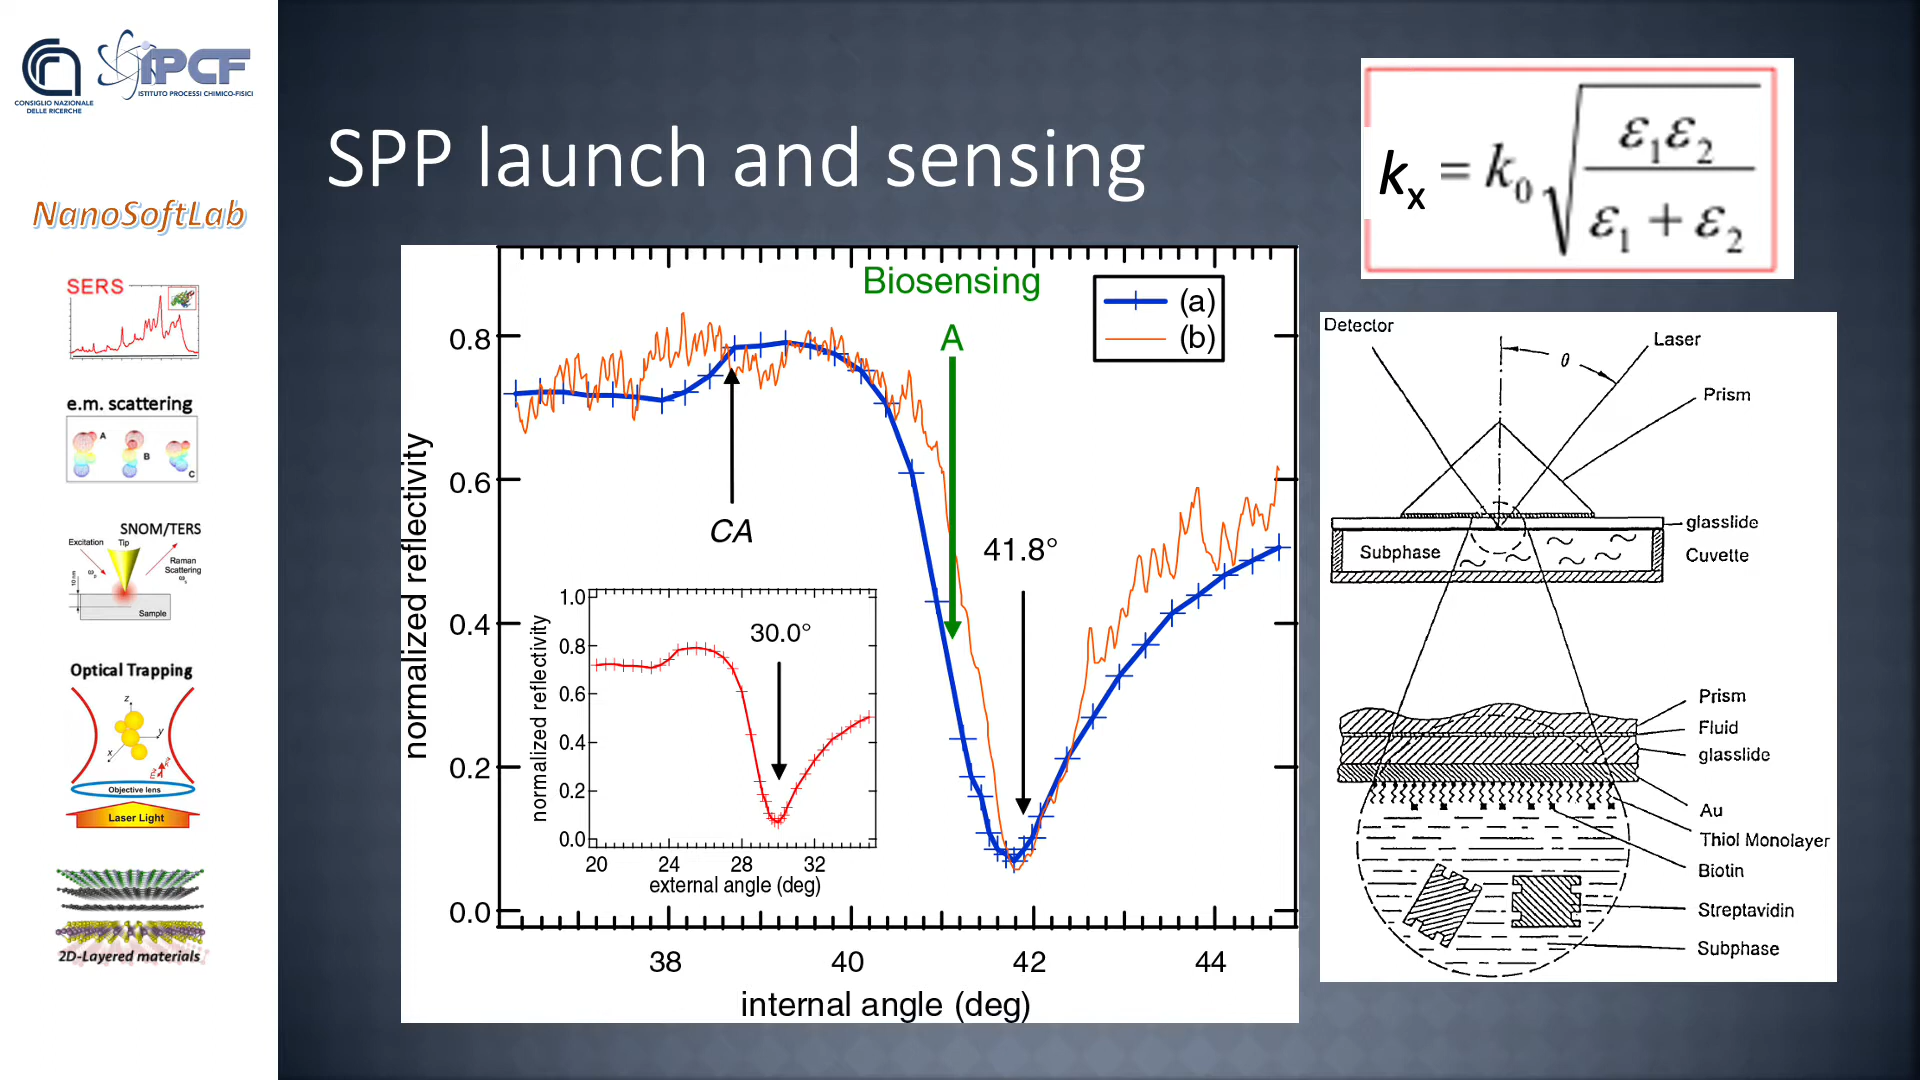 CONSIGLIO NAZIONALE
DELLE RICERCHE
iPCF
ISTITUTO PROCESSI CHIMICO-FISICI
NanoSoftLab
SERS
e.m. scattering
A
B
C
SNOM/TERS
Excitation
Tip
ωp
Raman
Scattering
10 nm
Sample
Optical Trapping
z
y
x
Objective lens
Laser Light
2D-Layered materials
SPP launch and sensing
kx = k0 √(ε1ε2 / (ε1 + ε2))
Biosensing
A
(a)
(b)
CA
41.8°
normalized reflectivity
0.8
0.6
0.4
0.2
0.0
38
40
42
44
internal angle (deg)
30.0°
normalized reflectivity
1.0
0.8
0.6
0.4
0.2
0.0
20
24
28
32
external angle (deg)
Detector
θ
Laser
Prism
glasslide
Subphase
Cuvette
Prism
Fluid
glasslide
Au
Thiol Monolayer
Biotin
Streptavidin
Subphase